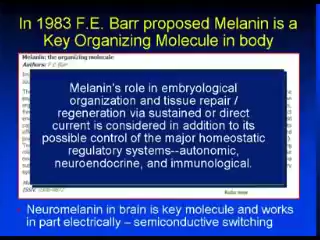 In 1983 F.E. Barr proposed Melanin is a
Key Organizing Molecule in body
Melanin: the organizing molecule
Authors: F E Barr
Melanin's role in embryological
organization and tissue repair /
regeneration via sustained or direct
current is considered in addition to its
possible control of the major homeostatic
regulatory systems--autonomic,
neuroendocrine, and immunological.
Neuromelanin in brain is key molecule and works
in part electrically – semiconductive switching